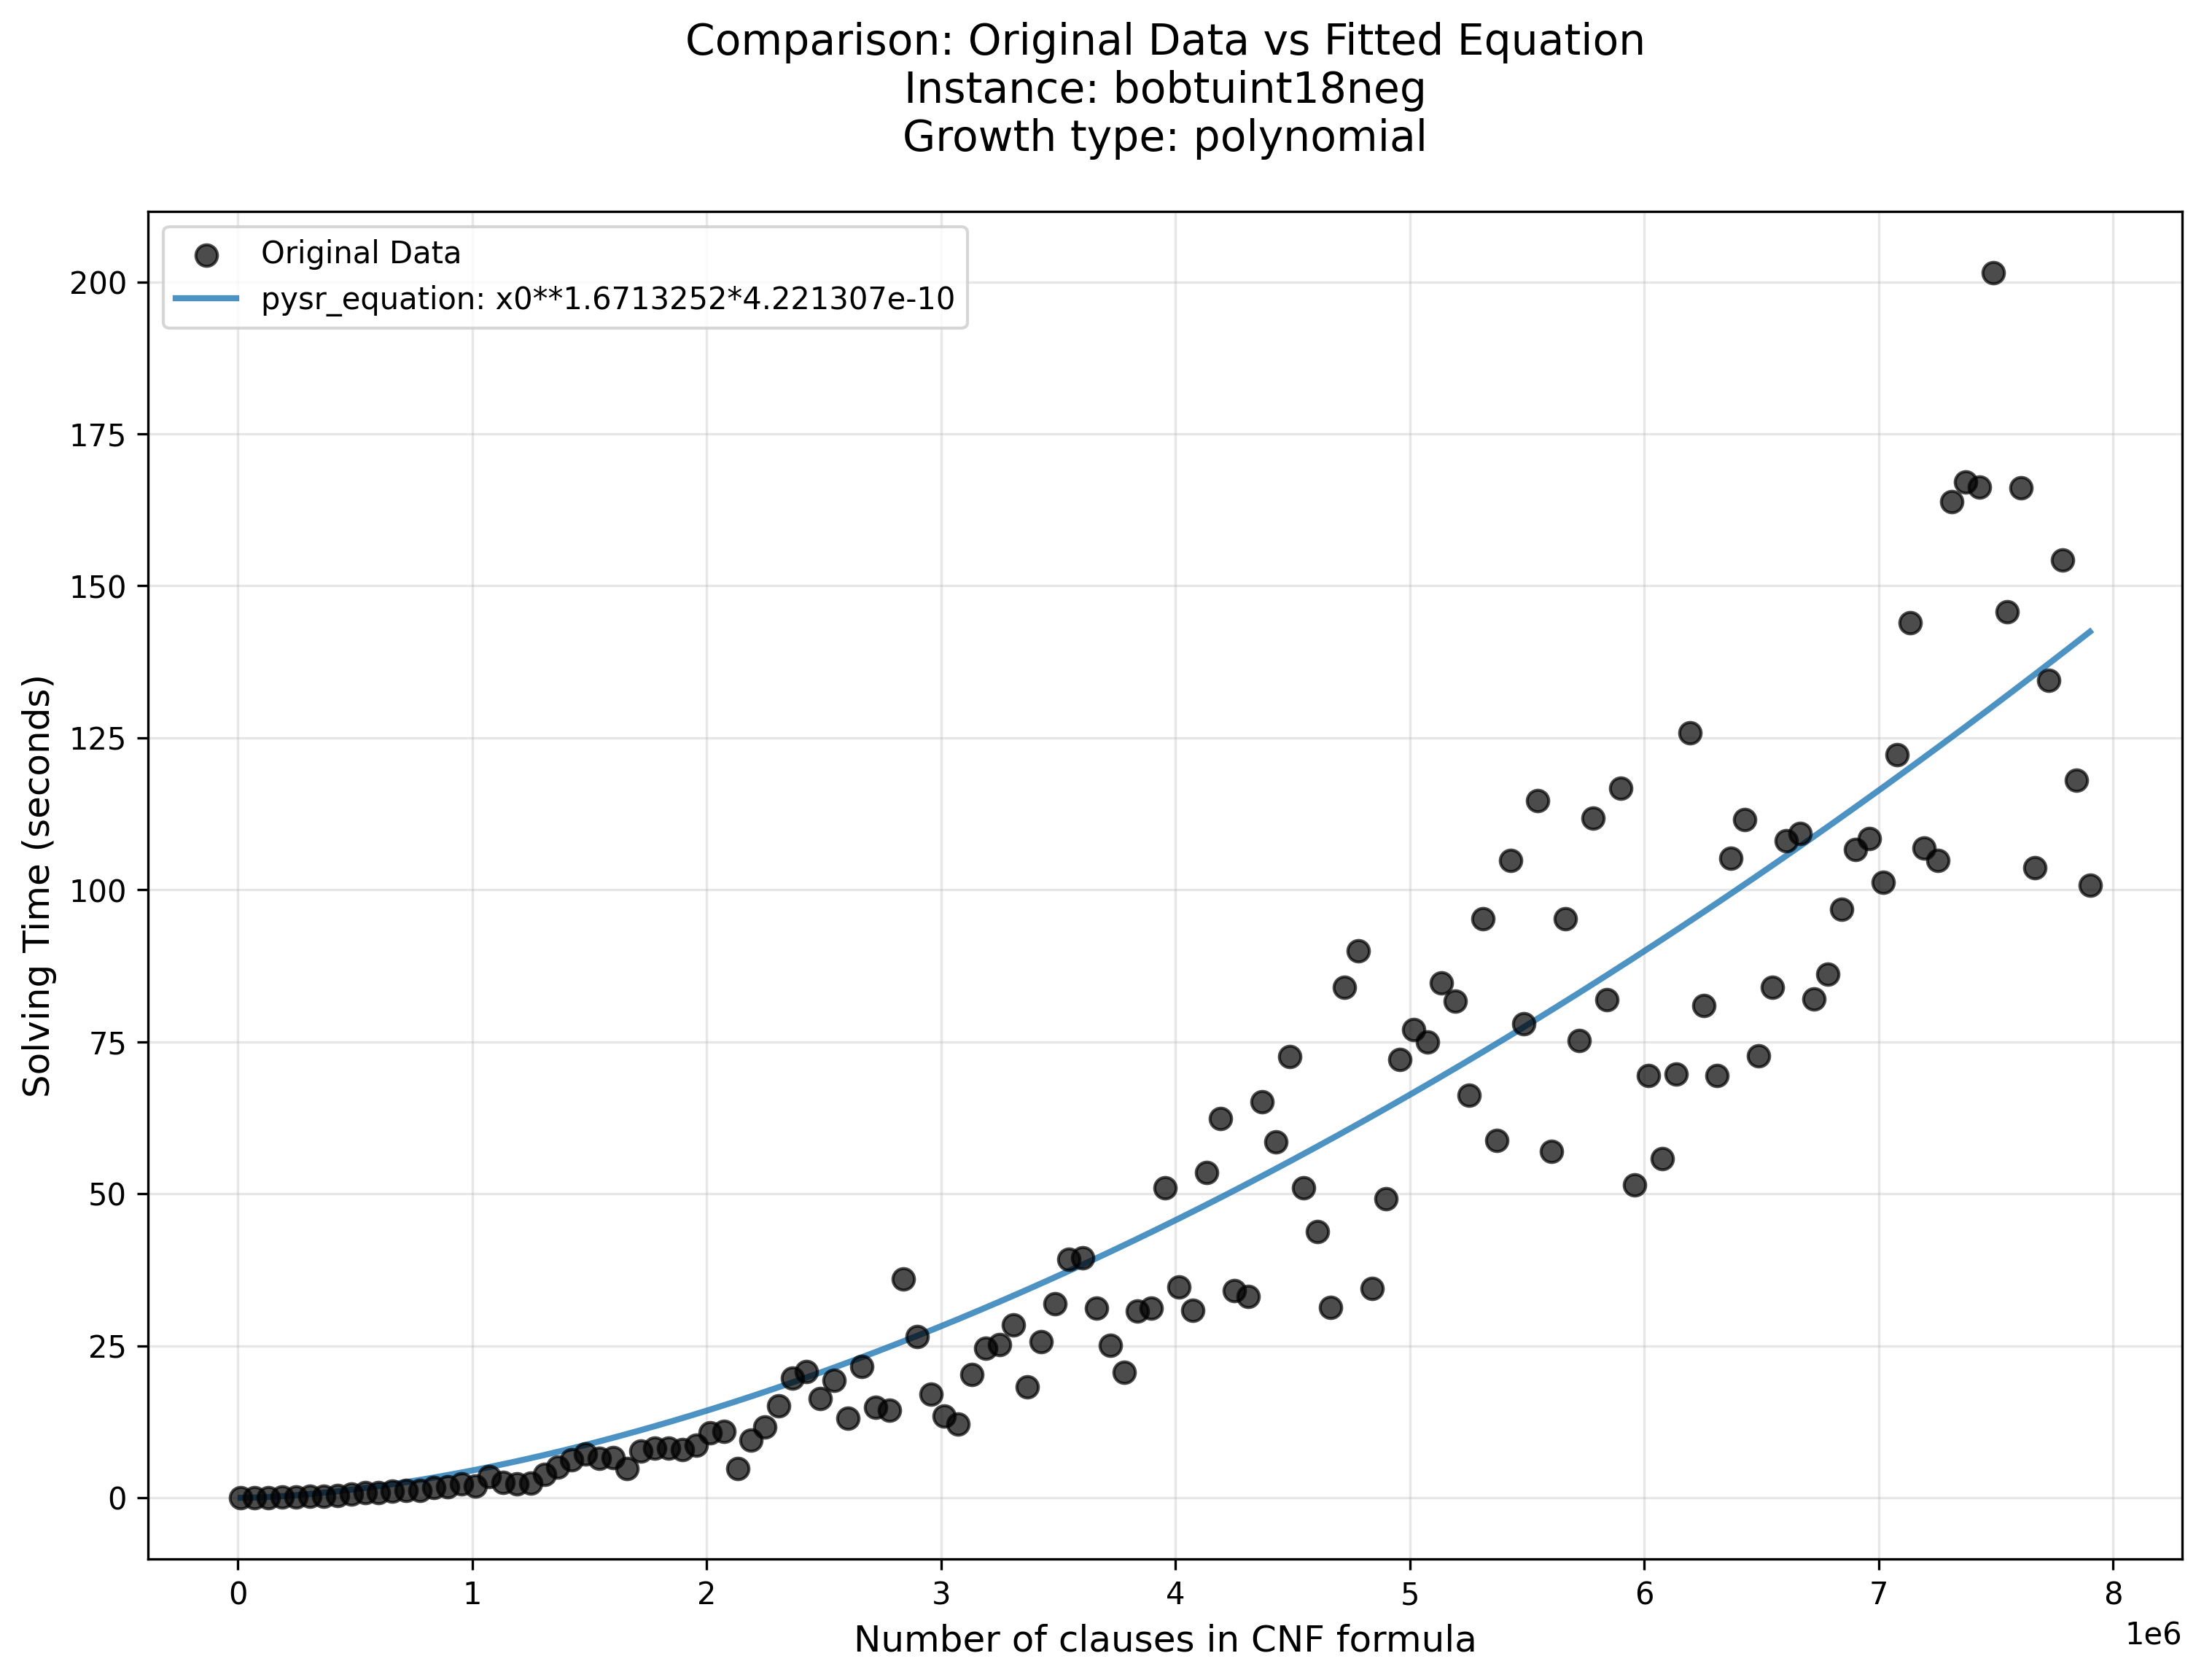 Comparison: Original Data vs Fitted Equation
Instance: bobtuint18neg
Growth type: polynomial
Original Data
pysr_equation: x0**1.6713252*4.221307e-10
200
175
150
125
100
75
50
25
0
Solving Time (seconds)
0 1 2 3 4 5 6 7 8
1e6
Number of clauses in CNF formula